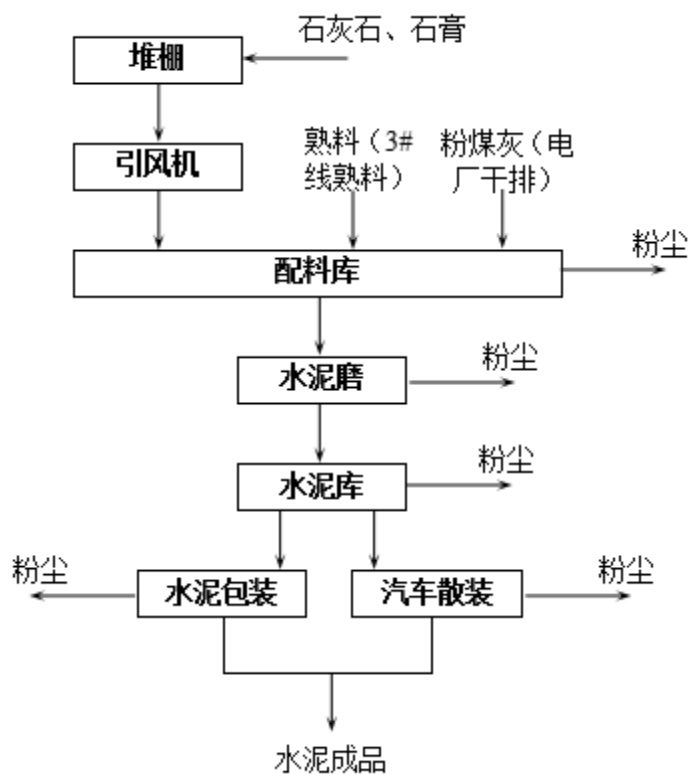 石灰石、石膏
堆棚
引风机
熟料（3#
线熟料）
粉煤灰（电
厂干排）
配料库
粉尘
水泥磨
粉尘
水泥库
粉尘
粉尘
水泥包装
汽车散装
粉尘
水泥成品